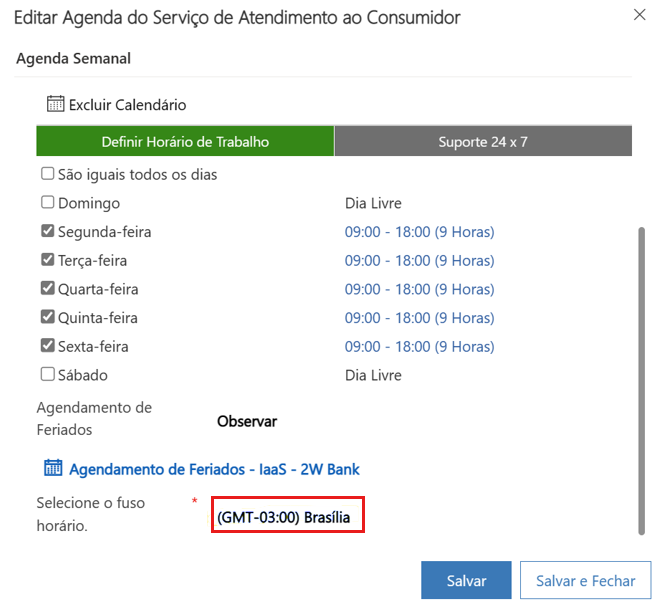 Editar Agenda do Serviço de Atendimento ao Consumidor
Agenda Semanal
Excluir Calendário
Definir Horário de Trabalho
Suporte 24 x 7
São iguais todos os dias
Domingo Dia Livre
Segunda-feira 09:00 - 18:00 (9 Horas)
Terça-feira 09:00 - 18:00 (9 Horas)
Quarta-feira 09:00 - 18:00 (9 Horas)
Quinta-feira 09:00 - 18:00 (9 Horas)
Sexta-feira 09:00 - 18:00 (9 Horas)
Sábado Dia Livre
Agendamento de
Feriados
Observar
Agendamento de Feriados - IaaS - 2W Bank
Selecione o fuso *
horário.
(GMT-03:00) Brasília
Salvar
Salvar e Fechar